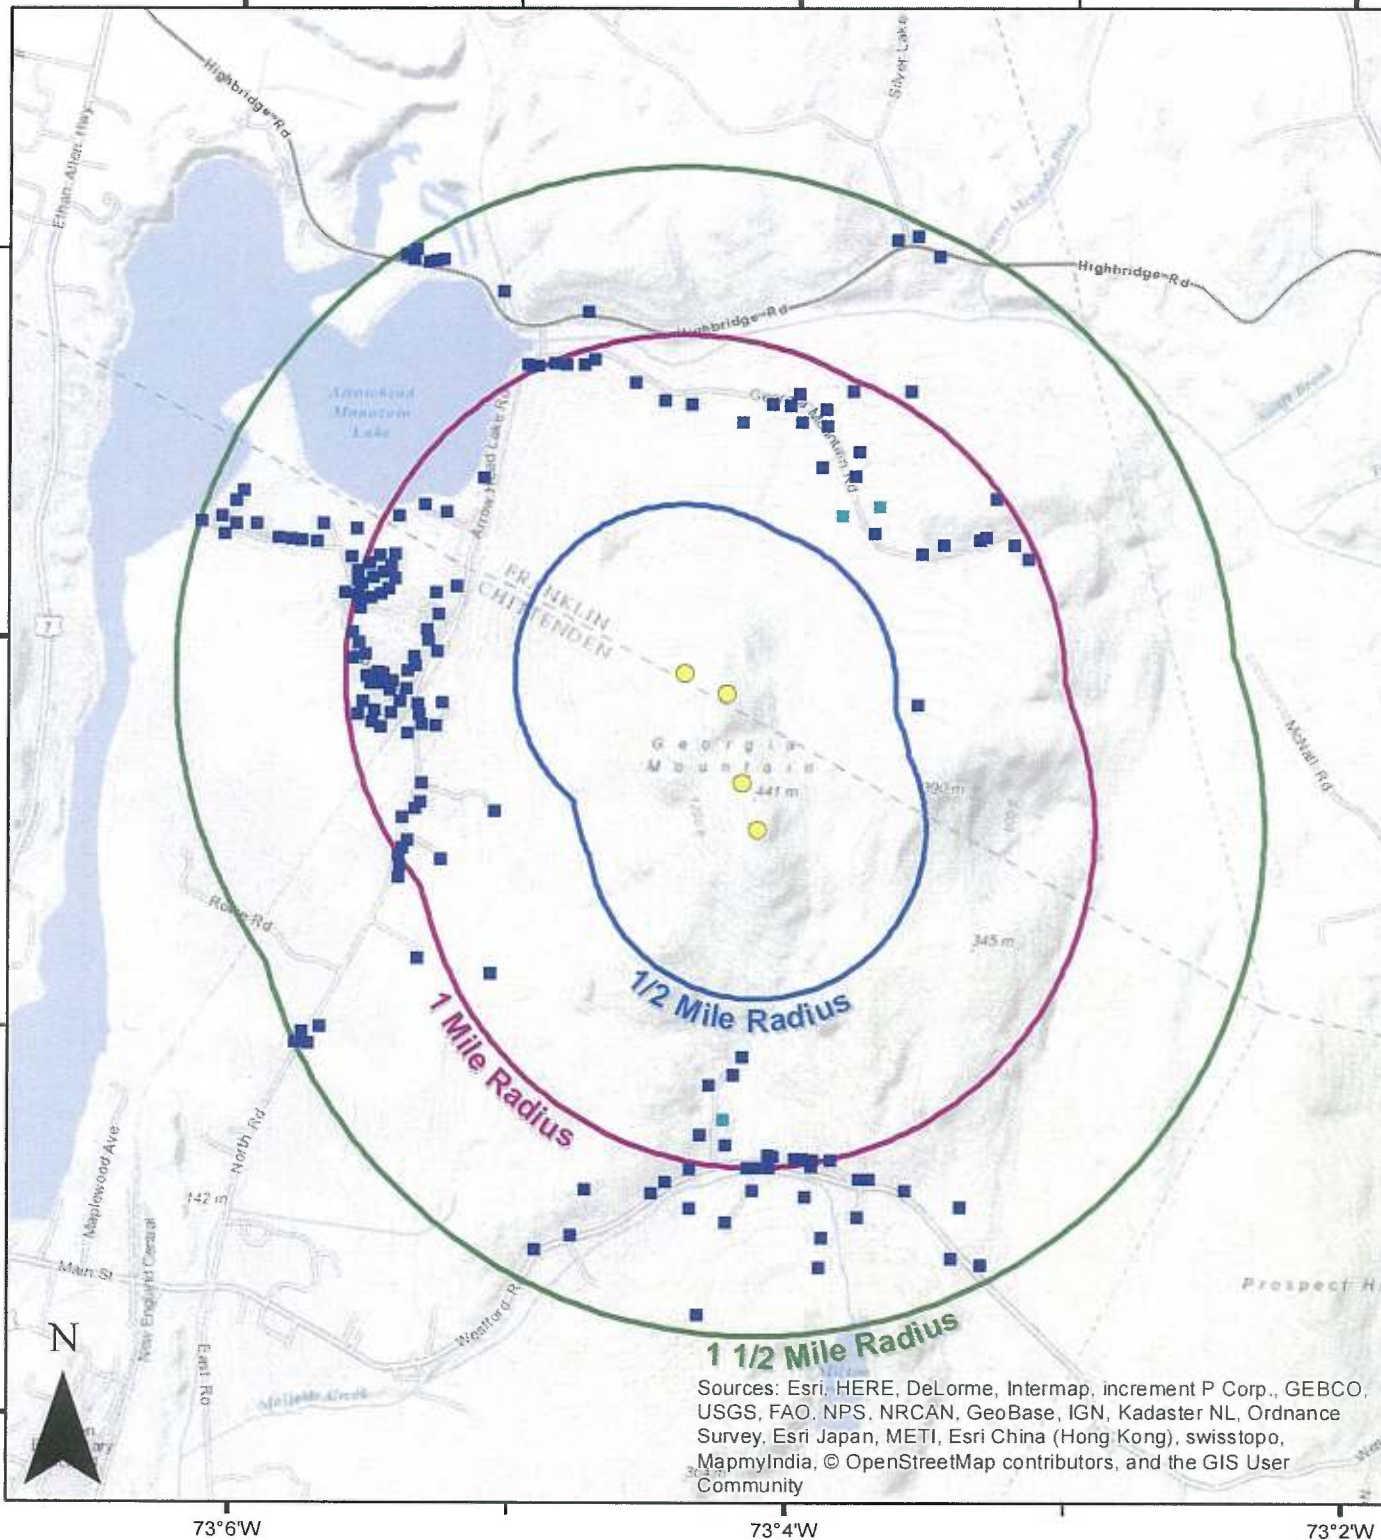 Highbridge-Rd
Silver Lake
Ethan Allen Hwy
Highbridge-Rd
Highbridge-Rd
Arrowhead
Mountain
Lake
Georgia Mountain Rd
Arrow Head Lake Rd
FRANKLIN
CHITTENDEN
7
Georgia
Mountain
441 m
390 m
McNall Rd
345 m
1/2 Mile Radius
1 Mile Radius
North Rd
Maplewood Ave
142 m
New England Central
Main St
Westford R
East Rd
Prospect H
N
1 1/2 Mile Radius
Sources: Esri, HERE, DeLorme, Intermap, increment P Corp., GEBCO,
USGS, FAO, NPS, NRCAN, GeoBase, IGN, Kadaster NL, Ordnance
Survey, Esri Japan, METI, Esri China (Hong Kong), swisstopo,
MapmyIndia, © OpenStreetMap contributors, and the GIS User
Community
73°6'W
73°4'W
73°2'W